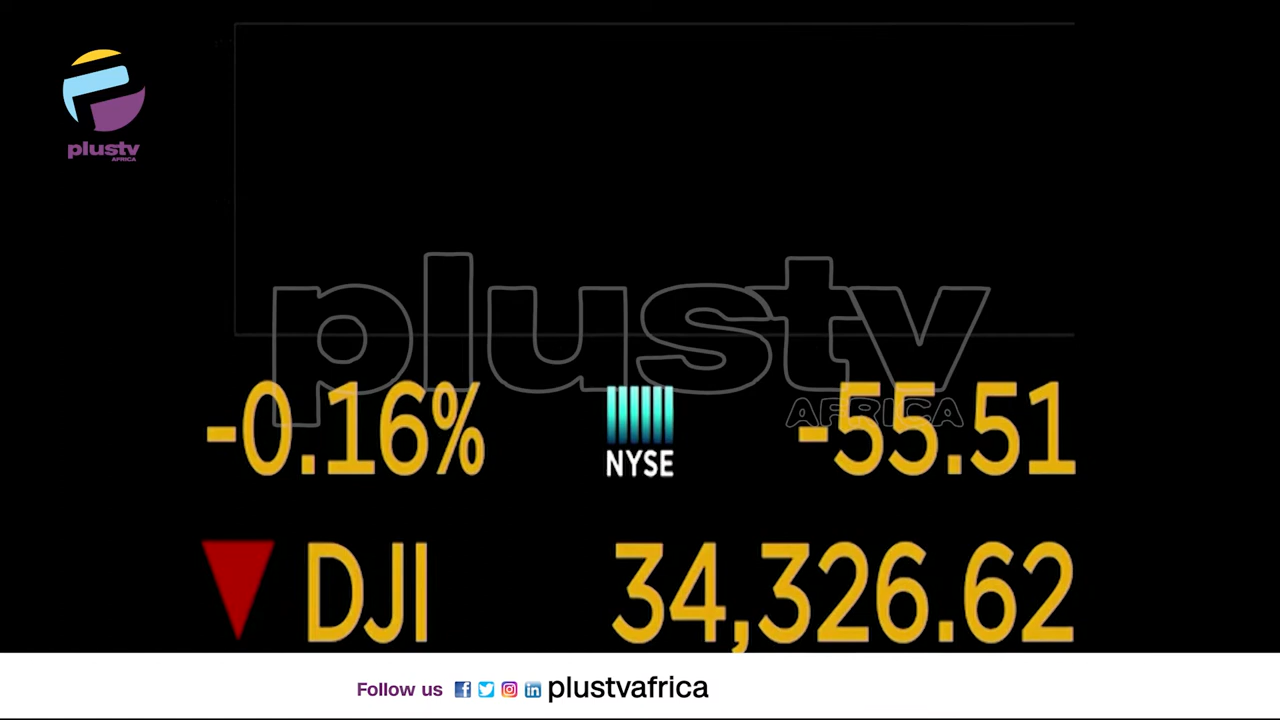 plustv
AFRICA
plustv
AFRICA
-0.16% NYSE -55.51
DJI 34,326.62
Follow us plustvafrica